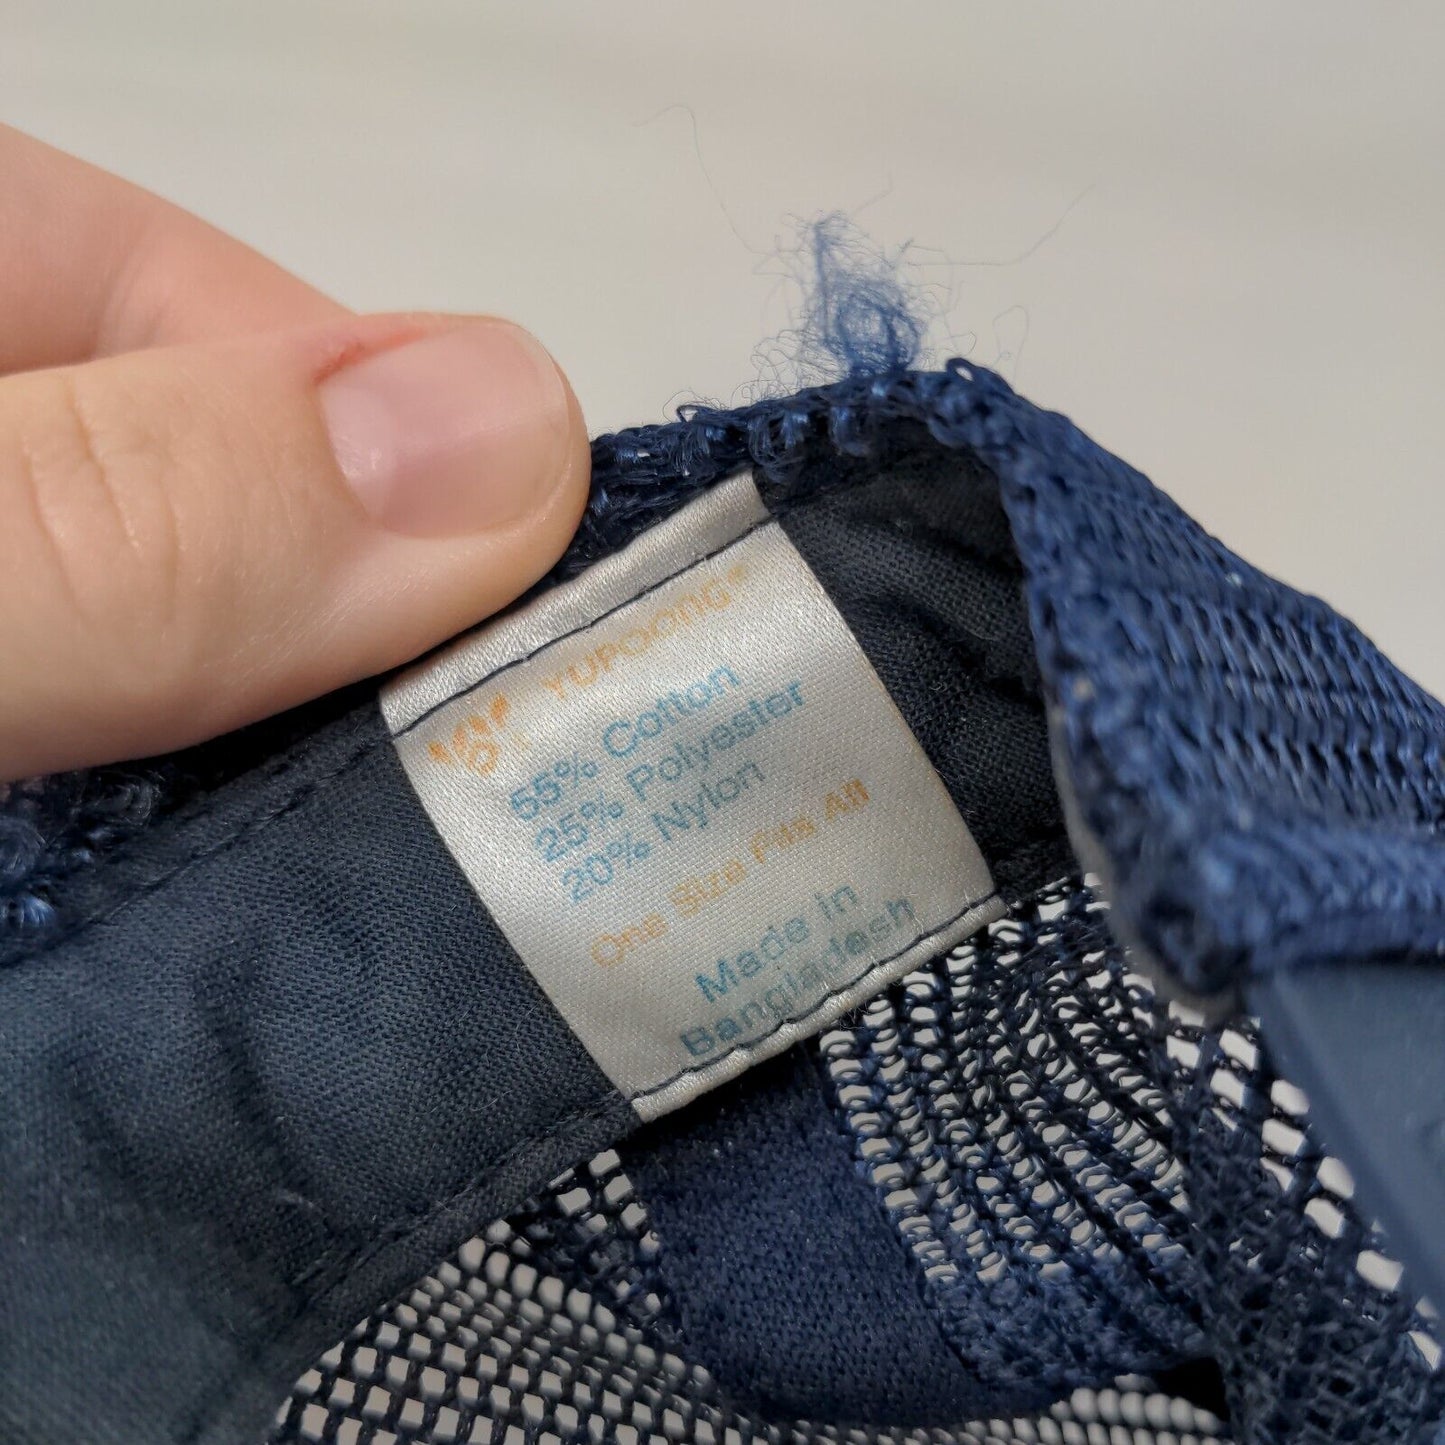 YUPOONG
55% Cotton
25% Polyester
20% Nylon
One Size Fits All
Made in
Bangladesh